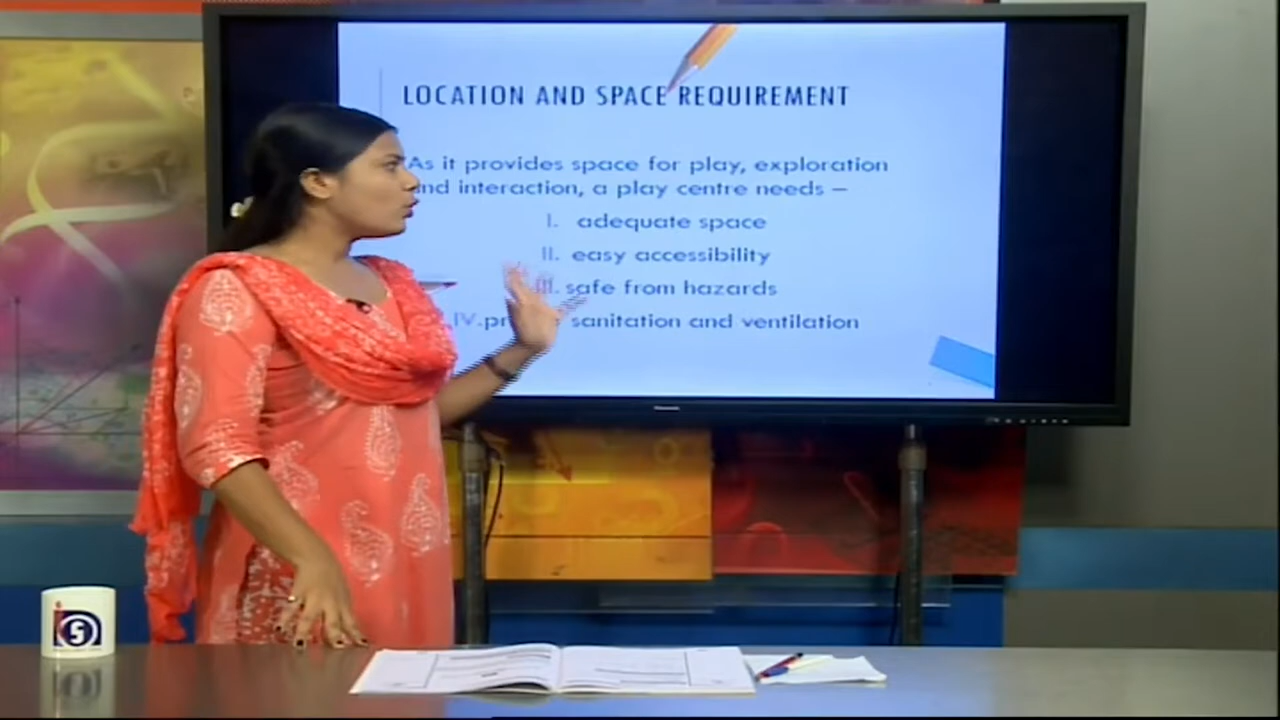 LOCATION AND SPACE REQUIREMENT
As it provides space for play, exploration
and interaction, a play centre needs –
I. adequate space
II. easy accessibility
III. safe from hazards
IV. sanitation and ventilation